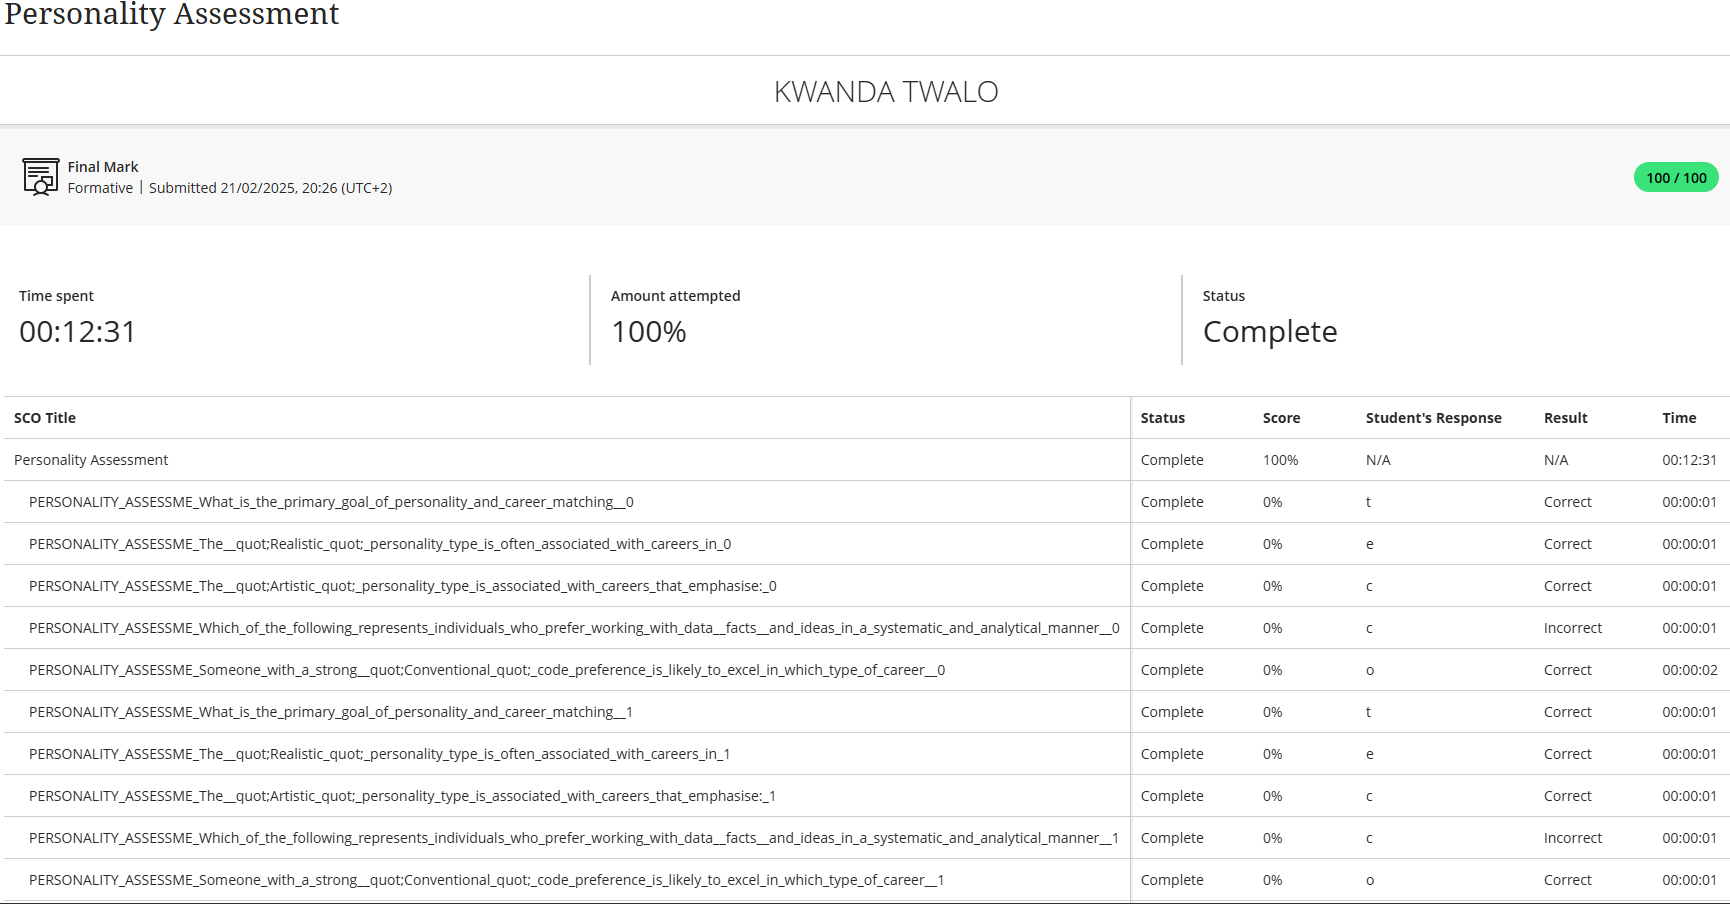 Personality Assessment
KWANDA TWALO
Final Mark
Formative | Submitted 21/02/2025, 20:26 (UTC+2)
100 / 100
Time spent
00:12:31
Amount attempted
100%
Status
Complete
SCO Title Status Score Student's Response Result Time
Personality Assessment Complete 100% N/A N/A 00:12:31
PERSONALITY_ASSESSME_What_is_the_primary_goal_of_personality_and_career_matching__0 Complete 0% t Correct 00:00:01
PERSONALITY_ASSESSME_The__quot;Realistic_quot;_personality_type_is_often_associated_with_careers_in_0 Complete 0% e Correct 00:00:01
PERSONALITY_ASSESSME_The__quot;Artistic_quot;_personality_type_is_associated_with_careers_that_emphasise:_0 Complete 0% c Correct 00:00:01
PERSONALITY_ASSESSME_Which_of_the_following_represents_individuals_who_prefer_working_with_data__facts__and_ideas_in_a_systematic_and_analytical_manner__0 Complete 0% c Incorrect 00:00:01
PERSONALITY_ASSESSME_Someone_with_a_strong__quot;Conventional_quot;_code_preference_is_likely_to_excel_in_which_type_of_career__0 Complete 0% o Correct 00:00:02
PERSONALITY_ASSESSME_What_is_the_primary_goal_of_personality_and_career_matching__1 Complete 0% t Correct 00:00:01
PERSONALITY_ASSESSME_The__quot;Realistic_quot;_personality_type_is_often_associated_with_careers_in_1 Complete 0% e Correct 00:00:01
PERSONALITY_ASSESSME_The__quot;Artistic_quot;_personality_type_is_associated_with_careers_that_emphasise:_1 Complete 0% c Correct 00:00:01
PERSONALITY_ASSESSME_Which_of_the_following_represents_individuals_who_prefer_working_with_data__facts__and_ideas_in_a_systematic_and_analytical_manner__1 Complete 0% c Incorrect 00:00:01
PERSONALITY_ASSESSME_Someone_with_a_strong__quot;Conventional_quot;_code_preference_is_likely_to_excel_in_which_type_of_career__1 Complete 0% o Correct 00:00:01